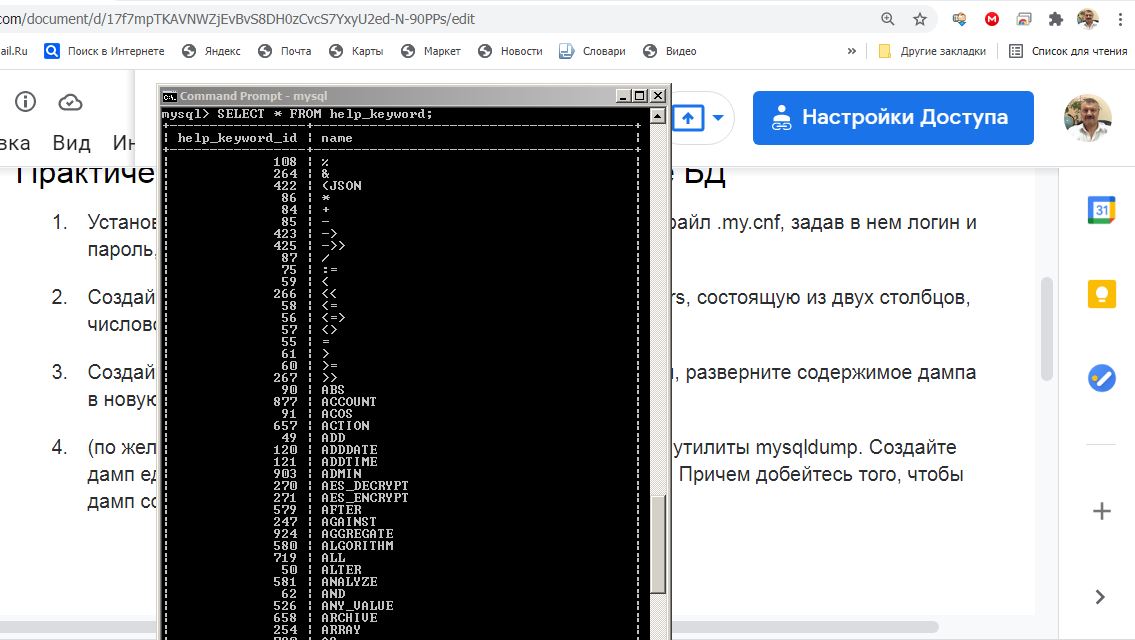 com/document/d/17f7mpTKAVNWZjEvBvS8DH0zCvcS7YxyU2ed-N-90PPs/edit
ail.Ru Поиск в Интернете Яндекс Почта Карты Маркет Новости Словари Видео » Другие закладки Список для чтения
вка Вид Ин
Настройки Доступа
Command Prompt - mysql
mysql> SELECT * FROM help_keyword;
help_keyword_id | name
108 | %
264 | &
422 | (JSON
86 | *
84 | +
85 | -
423 | ->
425 | ->>
87 | /
75 | :=
59 | <
266 | <<
58 | <=
56 | <=>
57 | <>
55 | =
61 | >
60 | >=
267 | >>
90 | ABS
877 | ACCOUNT
91 | ACOS
657 | ACTION
49 | ADD
120 | ADDDATE
121 | ADDTIME
903 | ADMIN
270 | AES_DECRYPT
271 | AES_ENCRYPT
579 | AFTER
247 | AGAINST
924 | AGGREGATE
580 | ALGORITHM
719 | ALL
50 | ALTER
581 | ANALYZE
62 | AND
526 | ANY_VALUE
658 | ARCHIVE
254 | ARRAY
Практиче БД
1. Установ айл .my.cnf, задав в нем логин и
пароль,
2. Создай rs, состоящую из двух столбцов,
числово
3. Создай , разверните содержимое дампа
в новую
4. (по жел утилиты mysqldump. Создайте
дамп ед Причем добейтесь того, чтобы
дамп со
31